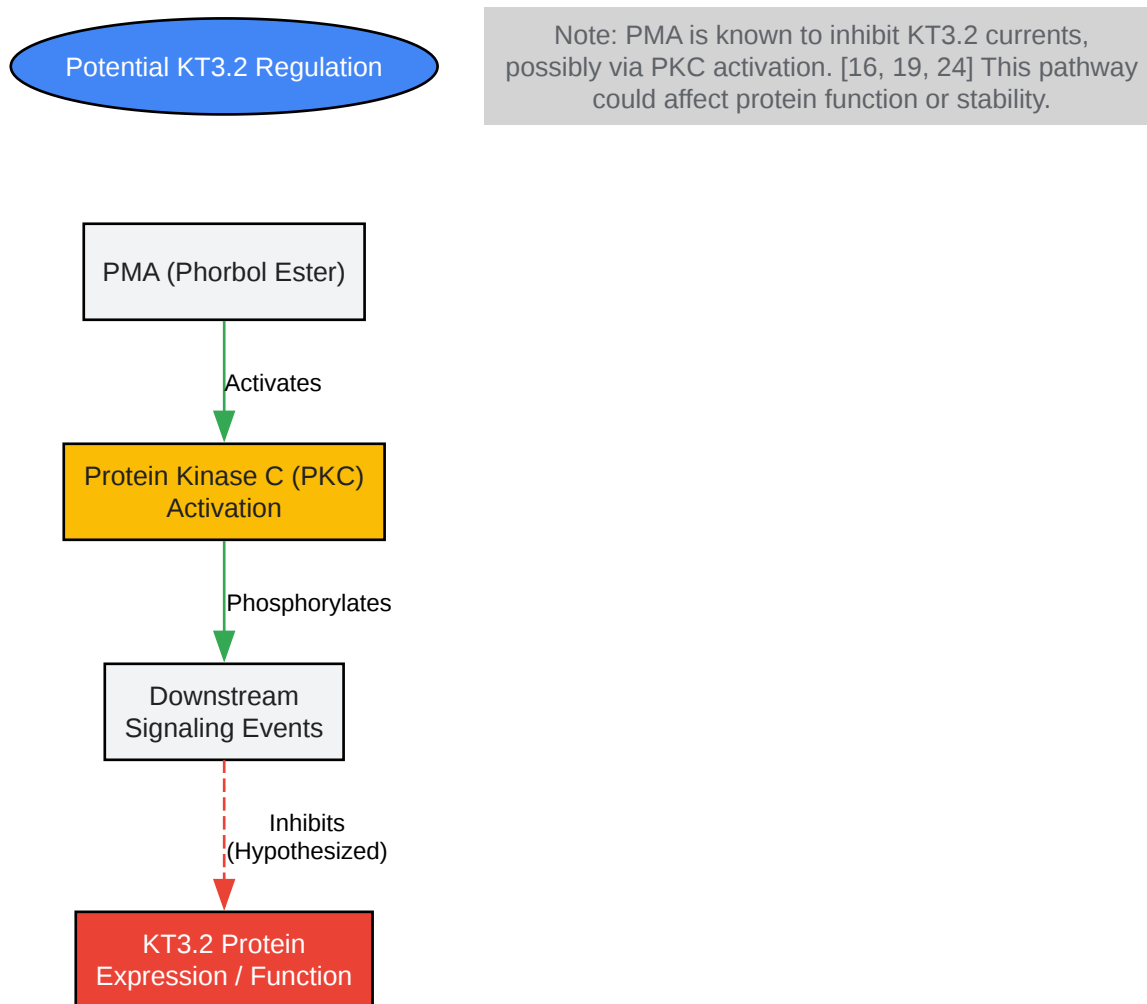 Potential KT3.2 Regulation
Note: PMA is known to inhibit KT3.2 currents,
possibly via PKC activation. [16, 19, 24] This pathway
could affect protein function or stability.
PMA (Phorbol Ester)
Activates
Protein Kinase C (PKC)
Activation
Phosphorylates
Downstream
Signaling Events
Inhibits
(Hypothesized)
KT3.2 Protein
Expression / Function